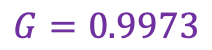 G = 0.9973